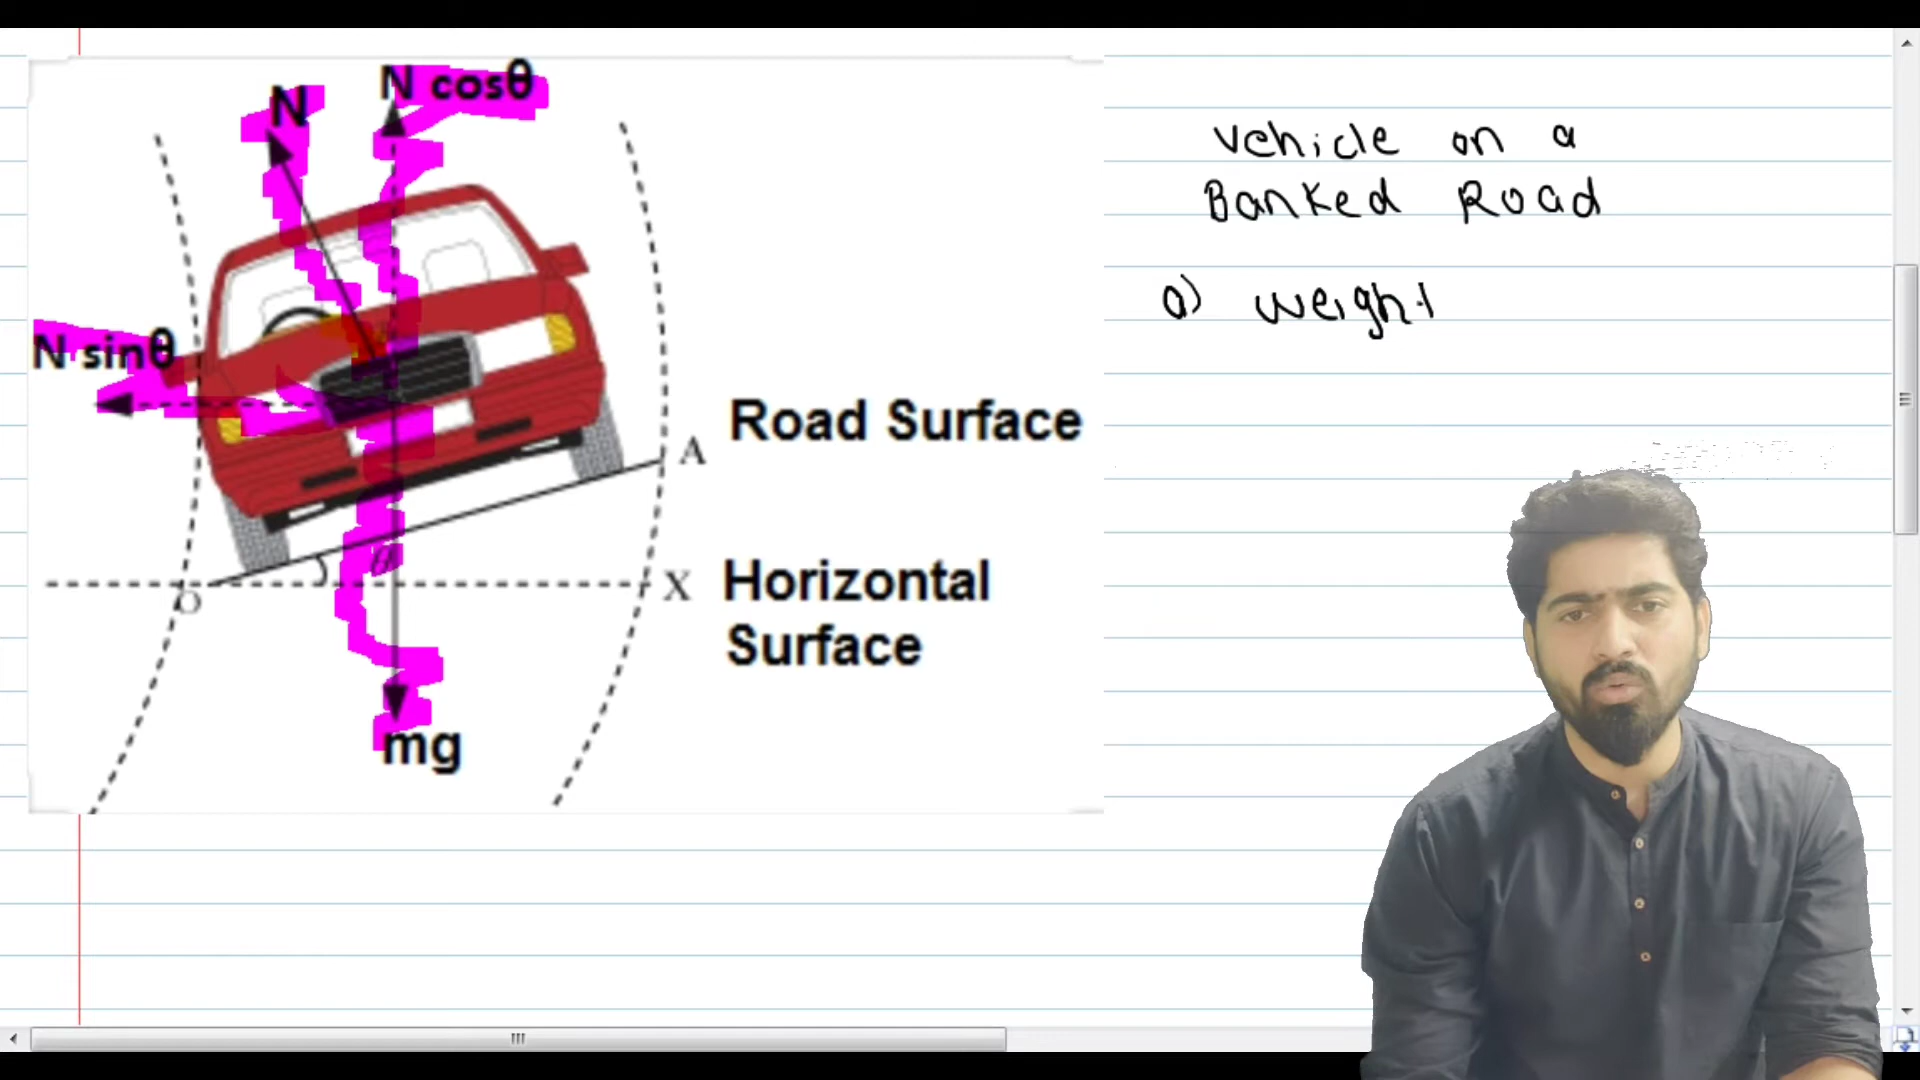 N
N cosθ
N sinθ
A
Road Surface
θ
O
X
Horizontal
Surface
mg
Vehicle on a
Banked Road
a) weight